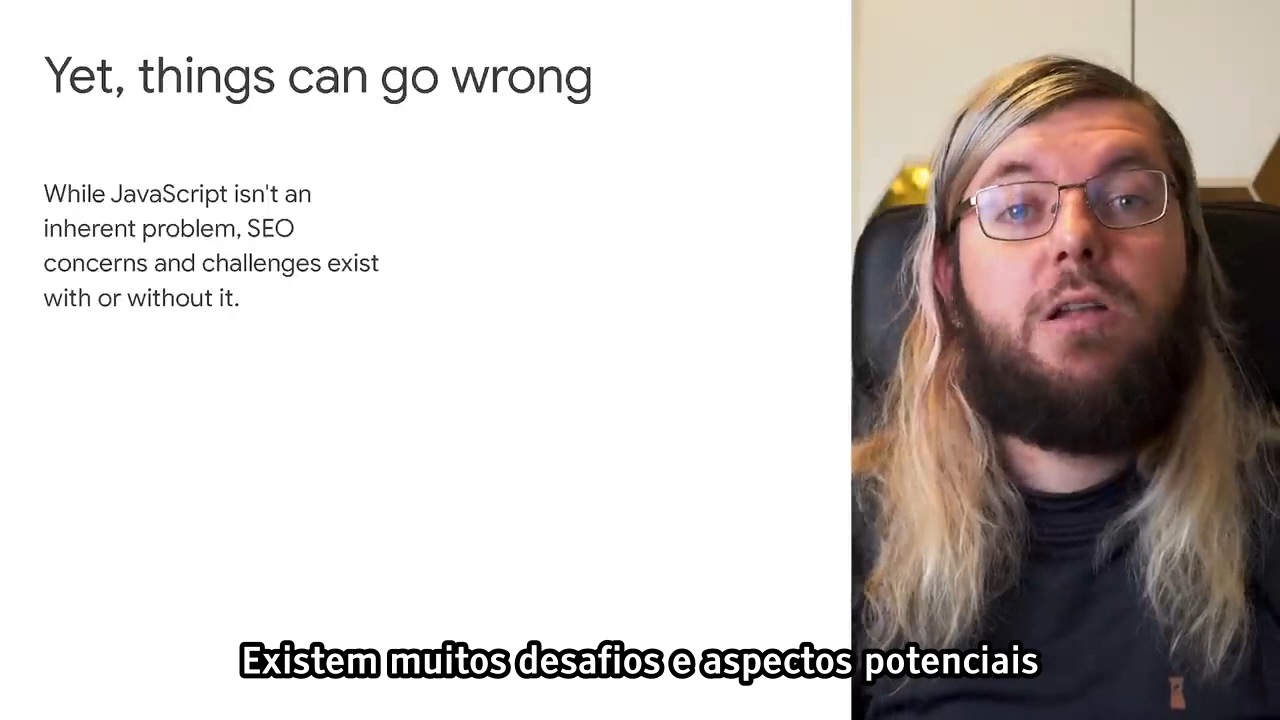 Yet, things can go wrong
While JavaScript isn't an
inherent problem, SEO
concerns and challenges exist
with or without it.
Existem muitos desafios e aspectos potenciais